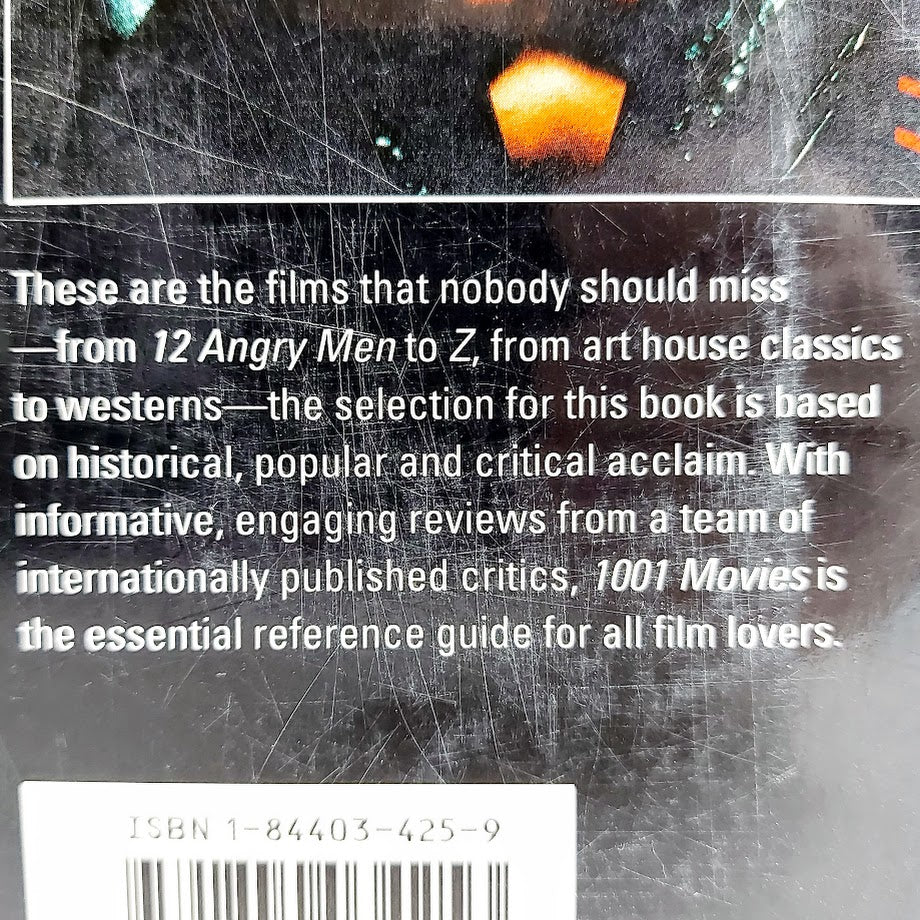 These are the films that nobody should miss
—from 12 Angry Men to Z, from art house classics
to westerns—the selection for this book is based
on historical, popular and critical acclaim. With
informative, engaging reviews from a team of
internationally published critics, 1001 Movies is
the essential reference guide for all film lovers.
ISBN 1-84403-425-9